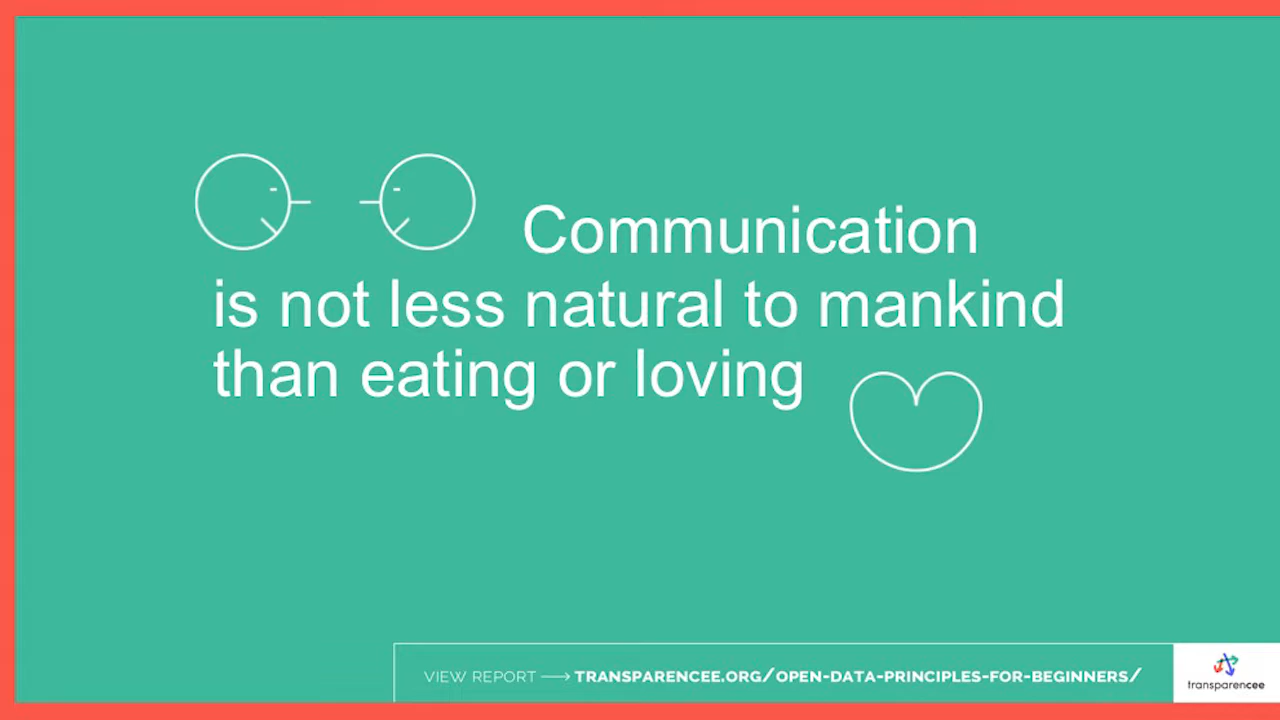 Communication
is not less natural to mankind
than eating or loving
VIEW REPORT ⟶ TRANSPARENCEE.ORG/OPEN-DATA-PRINCIPLES-FOR-BEGINNERS/
transparencee